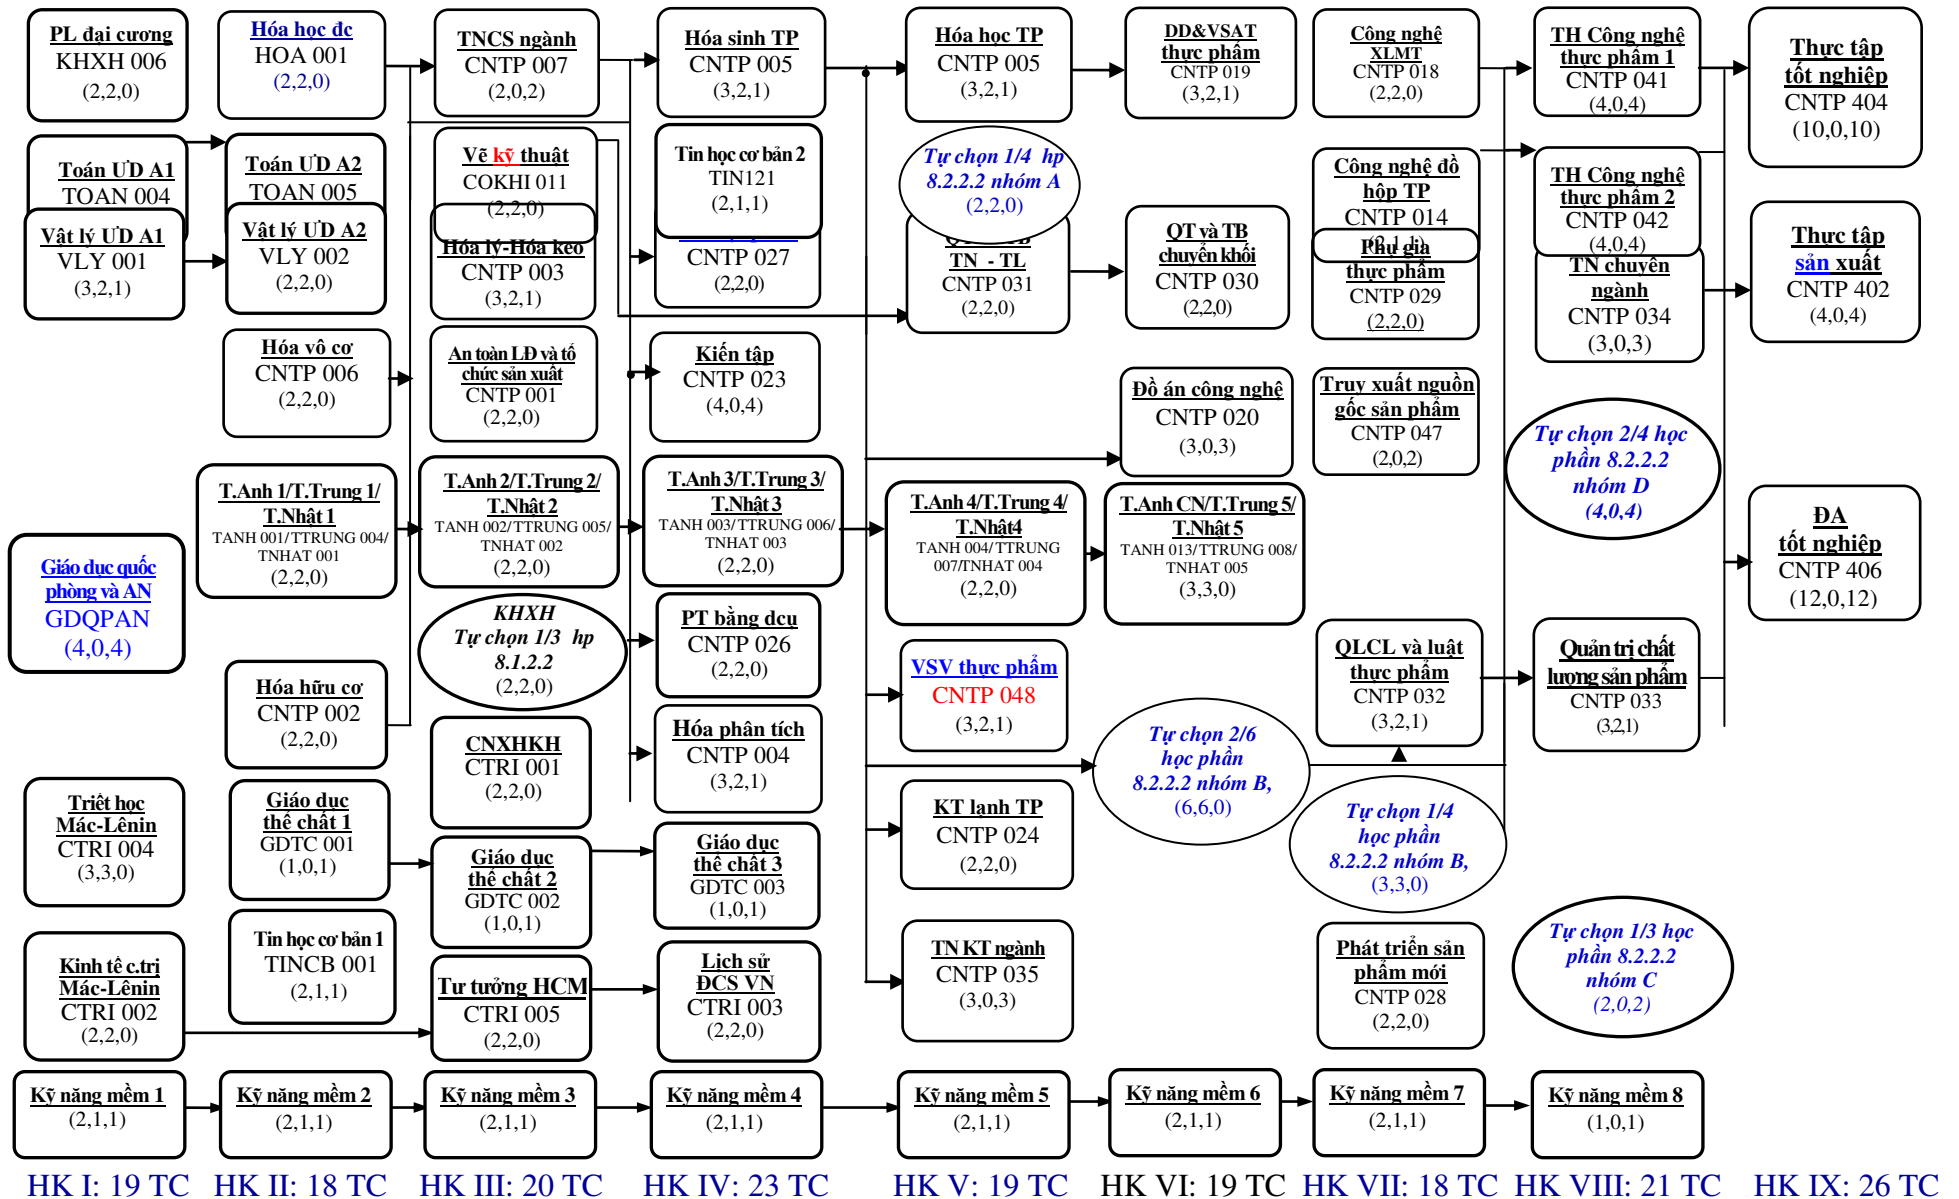 PL đại cương
KHXH 006
(2,2,0)
Toán ƯD A1
TOAN 004
Vật lý ƯD A1
VLY 001
(3,2,1)
Giáo dục quốc
phòng và AN
GDQPAN
(4,0,4)
Triết học
Mác-Lênin
CTRI 004
(3,3,0)
Kinh tế c.trị
Mác-Lênin
CTRI 002
(2,2,0)
Kỹ năng mềm 1
(2,1,1)
HK I: 19 TC
Hóa học đc
HOA 001
(2,2,0)
Toán ƯD A2
TOAN 005
Vật lý ƯD A2
VLY 002
(2,2,0)
Hóa vô cơ
CNTP 006
(2,2,0)
T.Anh 1/T.Trung 1/
T.Nhật 1
TANH 001/TTRUNG 004/
TNHAT 001
(2,2,0)
Hóa hữu cơ
CNTP 002
(2,2,0)
Giáo dục
thể chất 1
GDTC 001
(1,0,1)
Tin học cơ bản 1
TINCB 001
(2,1,1)
Kỹ năng mềm 2
(2,1,1)
HK II: 18 TC
TNCS ngành
CNTP 007
(2,0,2)
Vẽ kỹ thuật
COKHI 011
(2,2,0)
Hóa lý-Hóa keo
CNTP 003
(3,2,1)
An toàn LĐ và tổ
chức sản xuất
CNTP 001
(2,2,0)
T.Anh 2/T.Trung 2/
T.Nhật 2
TANH 002/TTRUNG 005/
TNHAT 002
(2,2,0)
KHXH
Tự chọn 1/3 hp
8.1.2.2
(2,2,0)
CNXHKH
CTRI 001
(2,2,0)
Giáo dục
thể chất 2
GDTC 002
(1,0,1)
Tư tưởng HCM
CTRI 005
(2,2,0)
Kỹ năng mềm 3
(2,1,1)
HK III: 20 TC
Hóa sinh TP
CNTP 005
(3,2,1)
Tin học cơ bản 2
TIN121
(2,1,1)
CNTP 027
(2,2,0)
Kiến tập
CNTP 023
(4,0,4)
T.Anh 3/T.Trung 3/
T.Nhật 3
TANH 003/TTRUNG 006/
TNHAT 003
(2,2,0)
PT bằng dcụ
CNTP 026
(2,2,0)
Hóa phân tích
CNTP 004
(3,2,1)
Giáo dục
thể chất 3
GDTC 003
(1,0,1)
Lịch sử
ĐCS VN
CTRI 003
(2,2,0)
Kỹ năng mềm 4
(2,1,1)
HK IV: 23 TC
Hóa học TP
CNTP 005
(3,2,1)
Tự chọn 1/4 hp
8.2.2.2 nhóm A
(2,2,0)
TN - TL
CNTP 031
(2,2,0)
T.Anh 4/T.Trung 4/
T.Nhật4
TANH 004/TTRUNG
007/TNHAT 004
(2,2,0)
VSV thực phẩm
CNTP 048
(3,2,1)
KT lạnh TP
CNTP 024
(2,2,0)
TN KT ngành
CNTP 035
(3,0,3)
Kỹ năng mềm 5
(2,1,1)
HK V: 19 TC
DD&VSAT
thực phẩm
CNTP 019
(3,2,1)
QT và TB
chuyển khối
CNTP 030
(2,2,0)
Đồ án công nghệ
CNTP 020
(3,0,3)
T.Anh CN/T.Trung 5/
T.Nhật 5
TANH 013/TTRUNG 008/
TNHAT 005
(3,3,0)
Tự chọn 2/6
học phần
8.2.2.2 nhóm B,
(6,6,0)
Kỹ năng mềm 6
(2,1,1)
HK VI: 19 TC
Công nghệ
XLMT
CNTP 018
(2,2,0)
Công nghệ đồ
hộp TP
CNTP 014
(2,1,1)
Phụ gia
thực phẩm
CNTP 029
(2,2,0)
Truy xuất nguồn
gốc sản phẩm
CNTP 047
(2,0,2)
QLCL và luật
thực phẩm
CNTP 032
(3,2,1)
Tự chọn 1/4
học phần
8.2.2.2 nhóm B,
(3,3,0)
Phát triển sản
phẩm mới
CNTP 028
(2,2,0)
Kỹ năng mềm 7
(2,1,1)
HK VII: 18 TC
TH Công nghệ
thực phẩm 1
CNTP 041
(4,0,4)
TH Công nghệ
thực phẩm 2
CNTP 042
(4,0,4)
TN chuyên
ngành
CNTP 034
(3,0,3)
Tự chọn 2/4 học
phần 8.2.2.2
nhóm D
(4,0,4)
Quản trị chất
lượng sản phẩm
CNTP 033
(3,2,1)
Tự chọn 1/3 học
phần 8.2.2.2
nhóm C
(2,0,2)
Kỹ năng mềm 8
(1,0,1)
HK VIII: 21 TC
Thực tập
tốt nghiệp
CNTP 404
(10,0,10)
Thực tập
sản xuất
CNTP 402
(4,0,4)
ĐA
tốt nghiệp
CNTP 406
(12,0,12)
HK IX: 26 TC